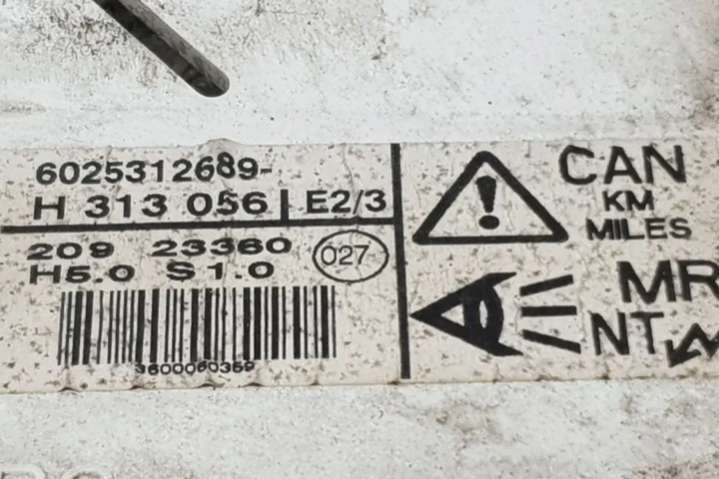 6025312689-
H 313 056 | E2/3
209 23360
H5.0 S1.0
027
3600060359
CAN
KM
MILES
MR
NT